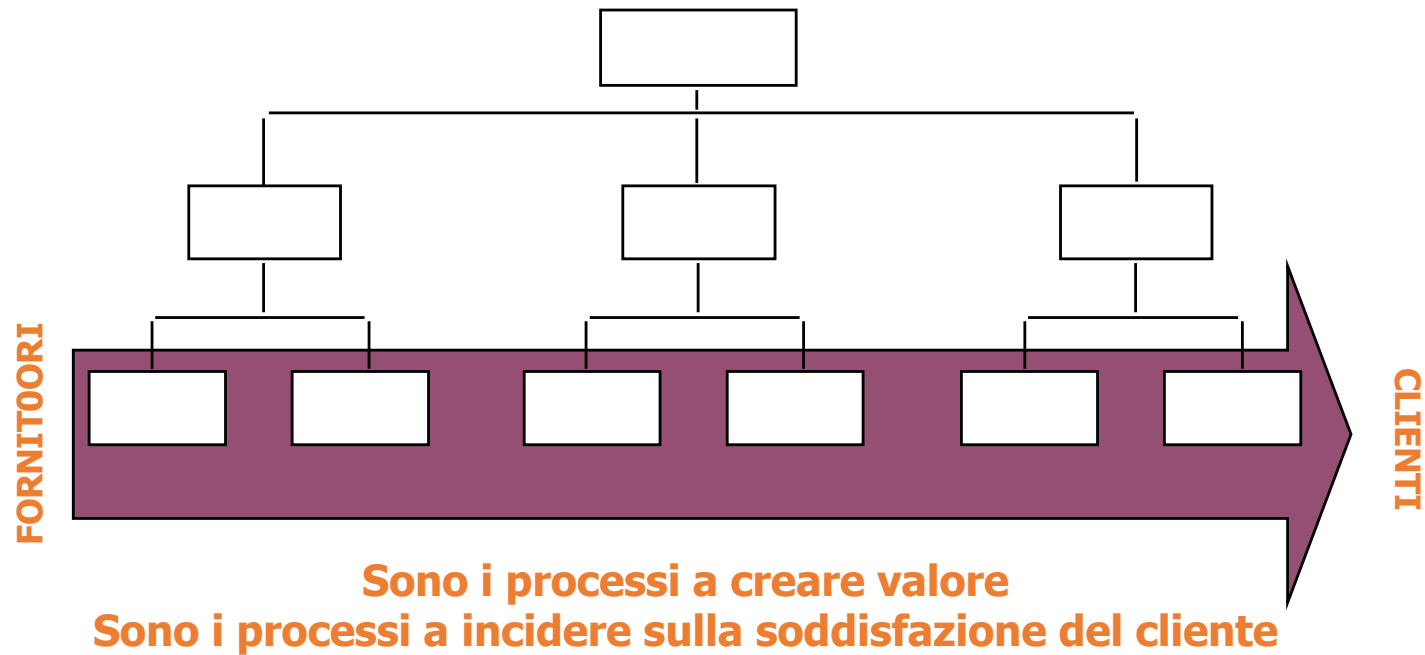 FORNIT0ORI
CLIENTI
Sono i processi a creare valore
Sono i processi a incidere sulla soddisfazione del cliente